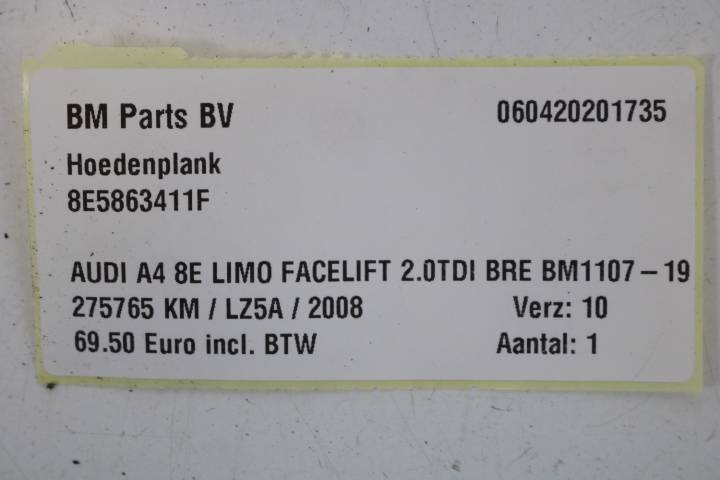 BM Parts BV 060420201735
Hoedenplank
8E5863411F
AUDI A4 8E LIMO FACELIFT 2.0TDI BRE BM1107-19
275765 KM / LZ5A / 2008 Verz: 10
69.50 Euro incl. BTW Aantal: 1